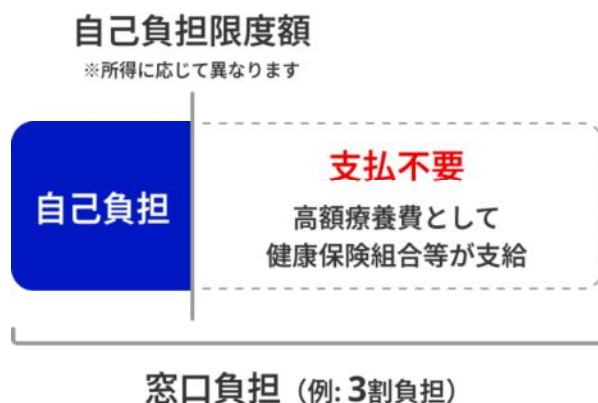 自己負担限度額
※所得に応じて異なります
自己負担
支払不要
高額療養費として
健康保険組合等が支給
窓口負担（例: 3割負担）